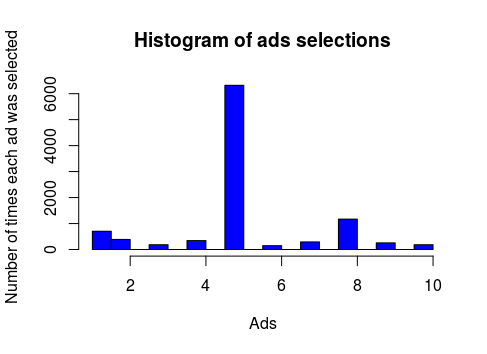 Histogram of ads selections
Number of times each ad was selected
6000
4000
2000
0
2 4 6 8 10
Ads